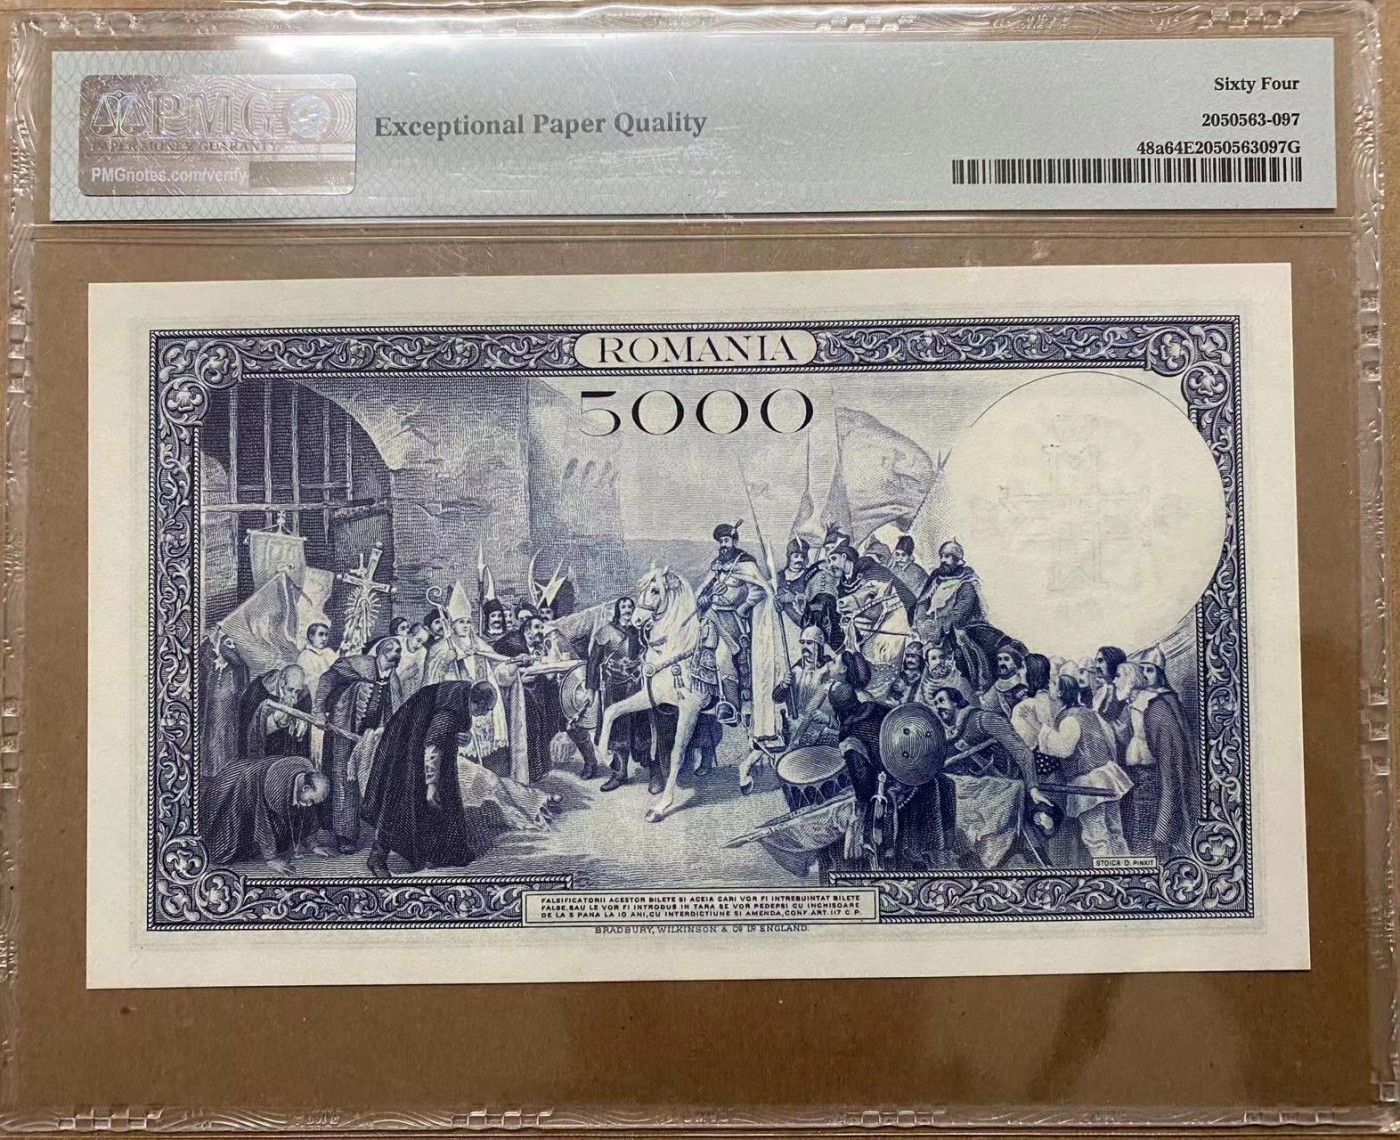 PMG
PAPER MONEY GUARANTY
PMGnotes.com/verify
Exceptional Paper Quality
Sixty Four
2050563-097
48a64E2050563097G
ROMANIA
5000
STOICA D. PINXIT
FALSIFICATORII ACESTOR BILETE SI ACEIA CARI VOR FI INTREBUINTAT BILETE
FALSE, SAU LE VOR FI INTRODUS IN TARA SE VOR PEDEPSI CU INCHISOARE
DE LA 5 PANA LA 10 ANI, CU INTERDICTIUNE SI AMENDA, CONF. ART. 117 C. P.
BRADBURY, WILKINSON & Co Ld ENGLAND.